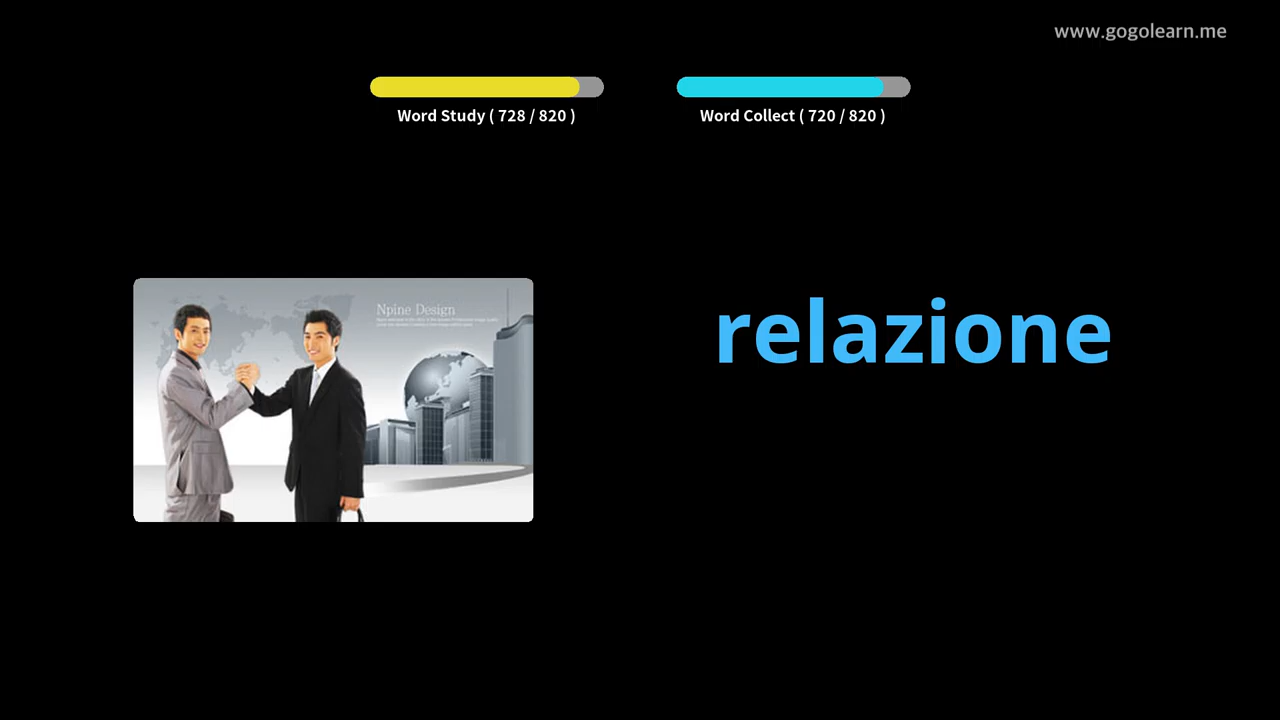 www.gogolearn.me
Word Study ( 728 / 820 )
Word Collect ( 720 / 820 )
Npine Design
relazione